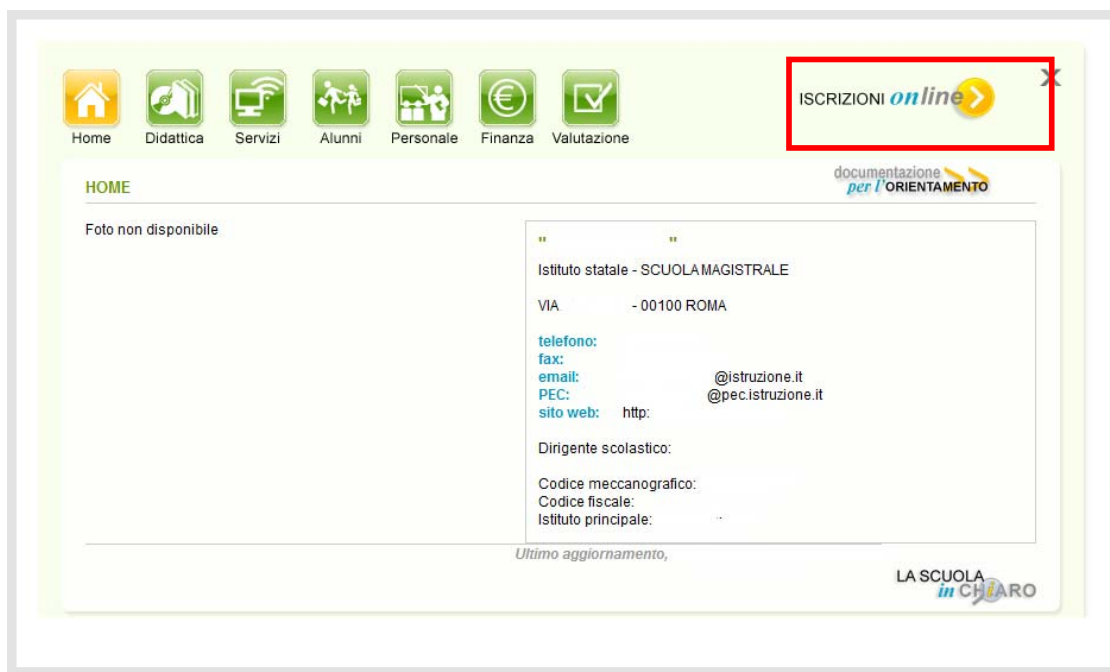 ISCRIZIONI online
Home Didattica Servizi Alunni Personale Finanza Valutazione
documentazione
per l'ORIENTAMENTO
HOME
Foto non disponibile
" "
Istituto statale - SCUOLA MAGISTRALE
VIA - 00100 ROMA
telefono:
fax:
email: @istruzione.it
PEC: @pec.istruzione.it
sito web: http:
Dirigente scolastico:
Codice meccanografico:
Codice fiscale:
Istituto principale:
Ultimo aggiornamento,
LA SCUOLA
in CHiARO